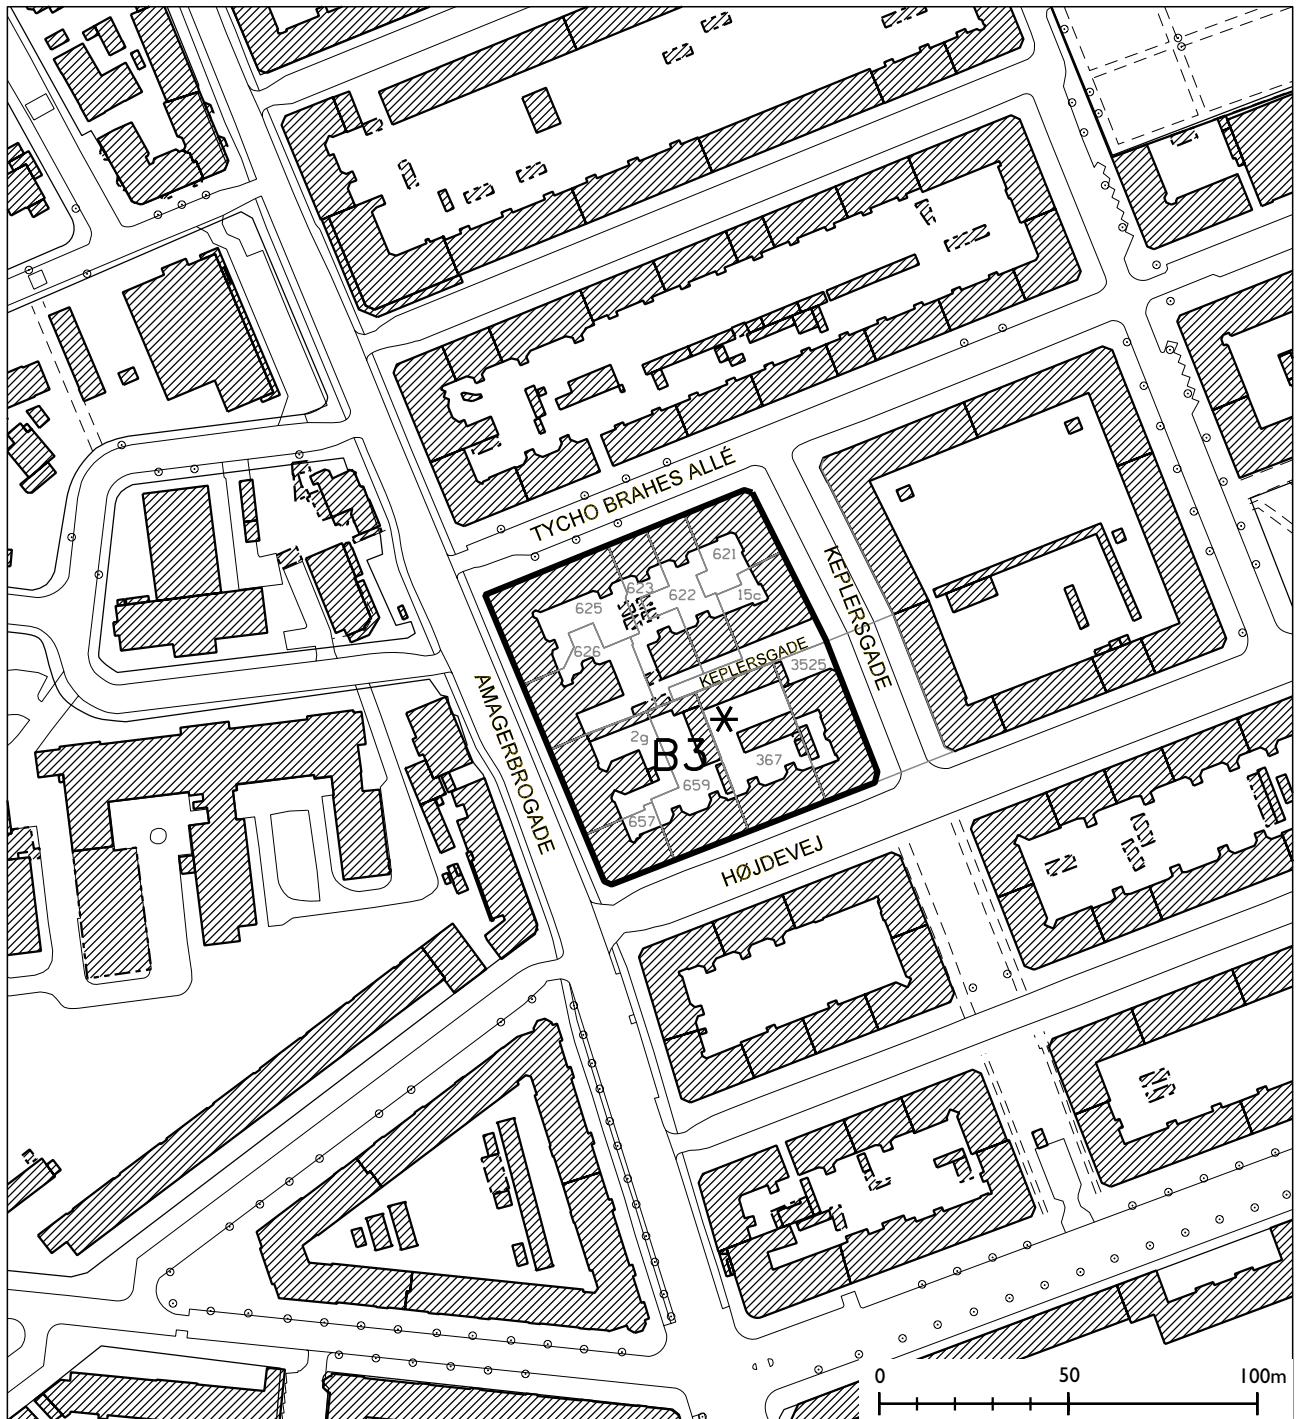 TYCHO BRAHES ALLÉ
621
KEPLERSGADE
623
622
15c
625
626
KEPLERSGADE
3525
AMAGERBROGADE
2g
B3
*
367
659
657
HØJDEVEJ
0 50 100m